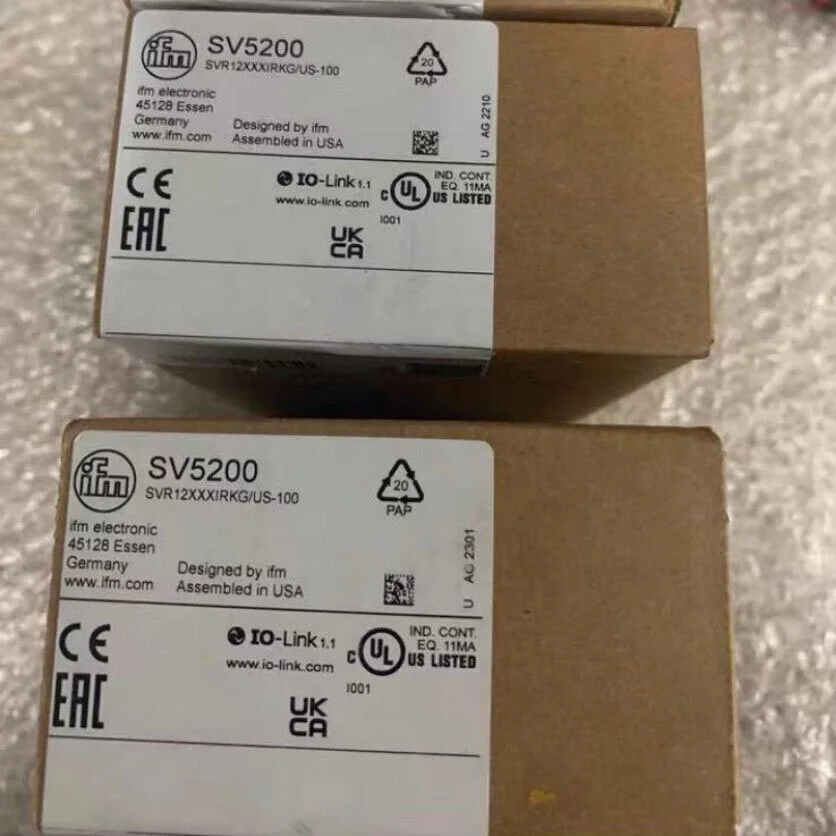 ifm
SV5200
SVR12XXXIRKG/US-100
20
PAP
ifm electronic
45128 Essen
Germany
www.ifm.com
Designed by ifm
Assembled in USA
U AG 2210
CE
IO-Link 1.1
www.io-link.com
C UL US LISTED
IND. CONT.
EQ. 11MA
I001
EAC
UK
CA
ifm
SV5200
SVR12XXXIRKG/US-100
20
PAP
ifm electronic
45128 Essen
Germany
www.ifm.com
Designed by ifm
Assembled in USA
U AC 2301
CE
IO-Link 1.1
www.io-link.com
C UL US LISTED
IND. CONT.
EQ. 11MA
I001
EAC
UK
CA